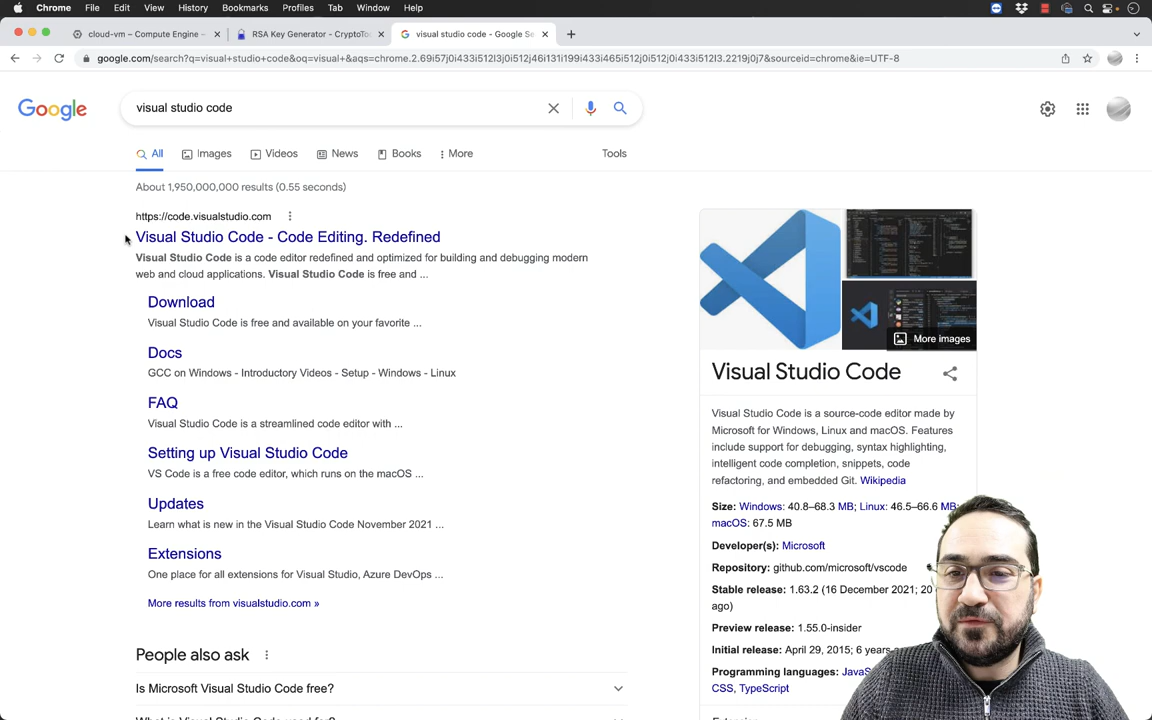 Chrome File Edit View History Bookmarks Profiles Tab Window Help
cloud-vm – Compute Engine –
RSA Key Generator – CryptoToo
visual studio code - Google Se
google.com/search?q=visual+studio+code&oq=visual+&aqs=chrome.2.69i57j0i433i512l3j0i512j46i131i199i433i465i512j0i512j0i433i512l3.2219j0j7&sourceid=chrome&ie=UTF-8
Google
visual studio code
All Images Videos News Books More Tools
About 1,950,000,000 results (0.55 seconds)
https://code.visualstudio.com
Visual Studio Code - Code Editing. Redefined
Visual Studio Code is a code editor redefined and optimized for building and debugging modern
web and cloud applications. Visual Studio Code is free and ...
Download
Visual Studio Code is free and available on your favorite ...
Docs
GCC on Windows - Introductory Videos - Setup - Windows - Linux
FAQ
Visual Studio Code is a streamlined code editor with ...
Setting up Visual Studio Code
VS Code is a free code editor, which runs on the macOS ...
Updates
Learn what is new in the Visual Studio Code November 2021 ...
Extensions
One place for all extensions for Visual Studio, Azure DevOps ...
More results from visualstudio.com »
People also ask
Is Microsoft Visual Studio Code free?
What is Visual Studio Code used for?
More images
Visual Studio Code
Visual Studio Code is a source-code editor made by
Microsoft for Windows, Linux and macOS. Features
include support for debugging, syntax highlighting,
intelligent code completion, snippets, code
refactoring, and embedded Git. Wikipedia
Size: Windows: 40.8–68.3 MB; Linux: 46.5–66.6 MB;
macOS: 67.5 MB
Developer(s): Microsoft
Repository: github.com/microsoft/vscode
Stable release: 1.63.2 (16 December 2021; 20
ago)
Preview release: 1.55.0-insider
Initial release: April 29, 2015; 6 years
Programming languages: JavaS
CSS, TypeScript